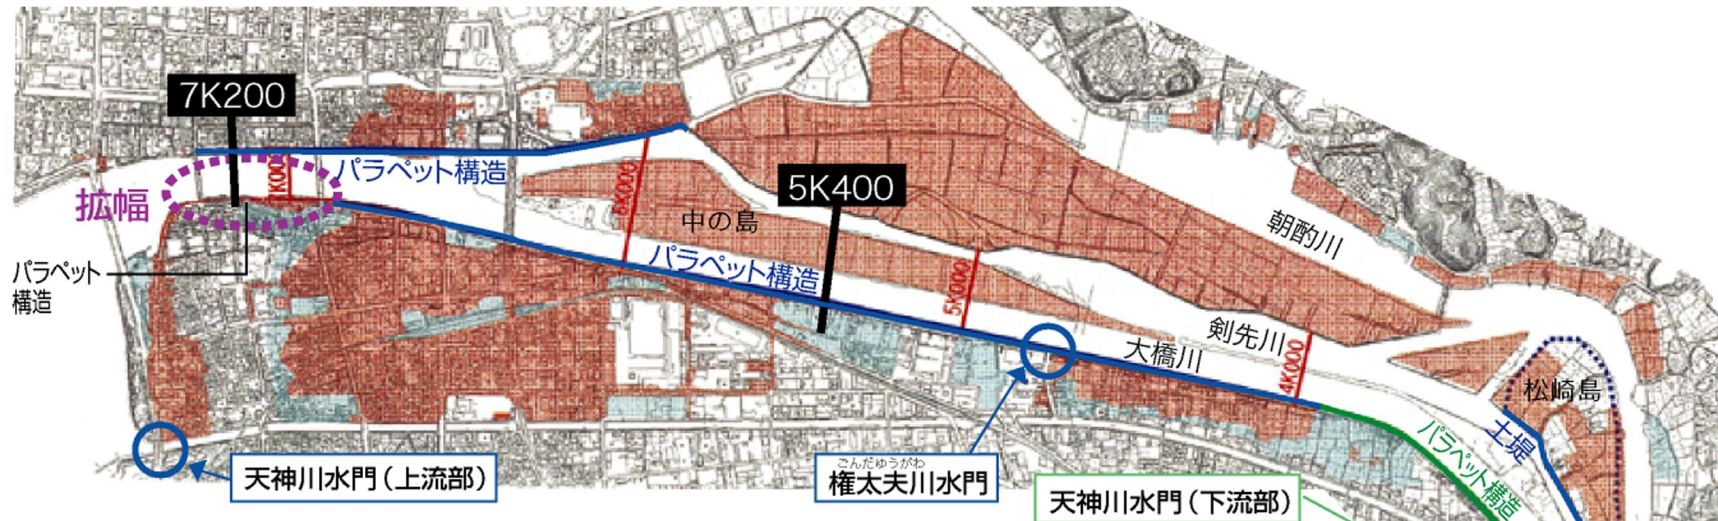 7K200
パラペット構造
7K000
拡幅
6K000
5K400
中の島
朝酌川
パラペット構造
パラペット
構造
5K000
剣先川
大橋川
4K000
松崎島
土堤
パラペット構造
天神川水門(上流部)
ごんだゆうがわ
権太夫川水門
天神川水門(下流部)